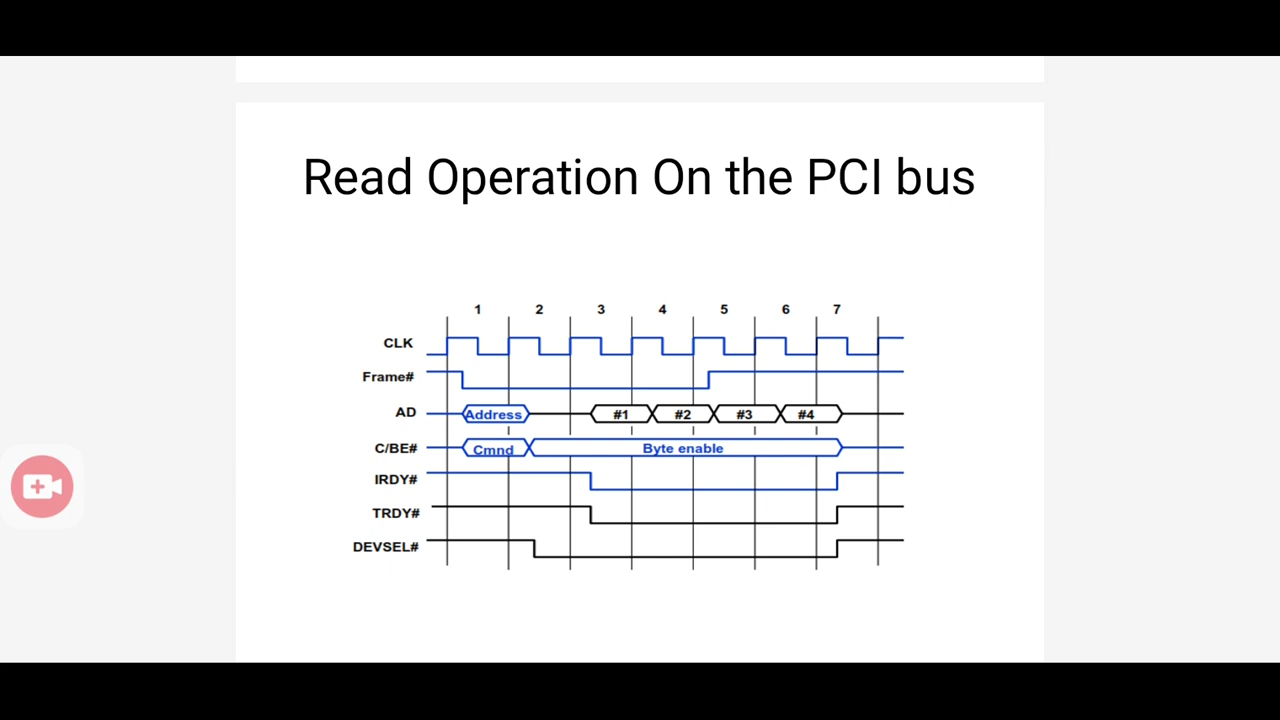 Read Operation On the PCI bus
1 2 3 4 5 6 7
CLK
Frame#
AD Address #1 #2 #3 #4
C/BE# Cmnd Byte enable
IRDY#
TRDY#
DEVSEL#